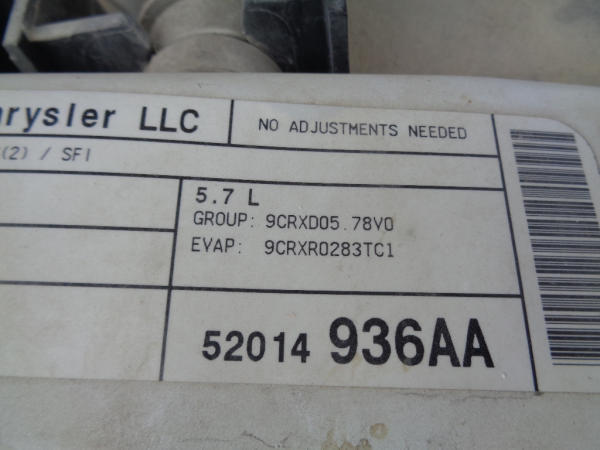 rysler LLC
NO ADJUSTMENTS NEEDED
(2) / SFI
5.7 L
GROUP: 9CRXD05.78V0
EVAP: 9CRXR0283TC1
52014 936AA